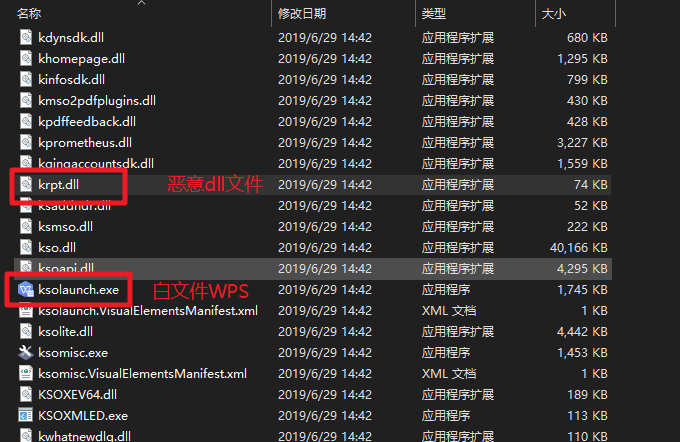 名称 修改日期 类型 大小
kdynsdk.dll 2019/6/29 14:42 应用程序扩展 680 KB
khomepage.dll 2019/6/29 14:42 应用程序扩展 1,295 KB
kinfosdk.dll 2019/6/29 14:42 应用程序扩展 799 KB
kmso2pdfplugins.dll 2019/6/29 14:42 应用程序扩展 430 KB
kpdffeedback.dll 2019/6/29 14:42 应用程序扩展 428 KB
kprometheus.dll 2019/6/29 14:42 应用程序扩展 3,227 KB
kqingaccountsdk.dll 2019/6/29 14:42 应用程序扩展 1,559 KB
krpt.dll 恶意dll文件 2019/6/29 14:42 应用程序扩展 74 KB
ksaddndr.dll 2019/6/29 14:42 应用程序扩展 52 KB
ksmso.dll 2019/6/29 14:42 应用程序扩展 222 KB
kso.dll 2019/6/29 14:42 应用程序扩展 40,166 KB
ksoapi.dll 2019/6/29 14:42 应用程序扩展 4,295 KB
ksolaunch.exe 白文件WPS 2019/6/29 14:42 应用程序 1,745 KB
ksolaunch.VisualElementsManifest.xml 2019/6/29 14:42 XML 文档 1 KB
ksolite.dll 2019/6/29 14:42 应用程序扩展 4,442 KB
ksomisc.exe 2019/6/29 14:42 应用程序 1,453 KB
ksomisc.VisualElementsManifest.xml 2019/6/29 14:42 XML 文档 1 KB
KSOXEV64.dll 2019/6/29 14:42 应用程序扩展 189 KB
KSOXMLED.exe 2019/6/29 14:42 应用程序 113 KB
kwhatnewdlg.dll 2019/6/29 14:42 应用程序扩展 110 KB